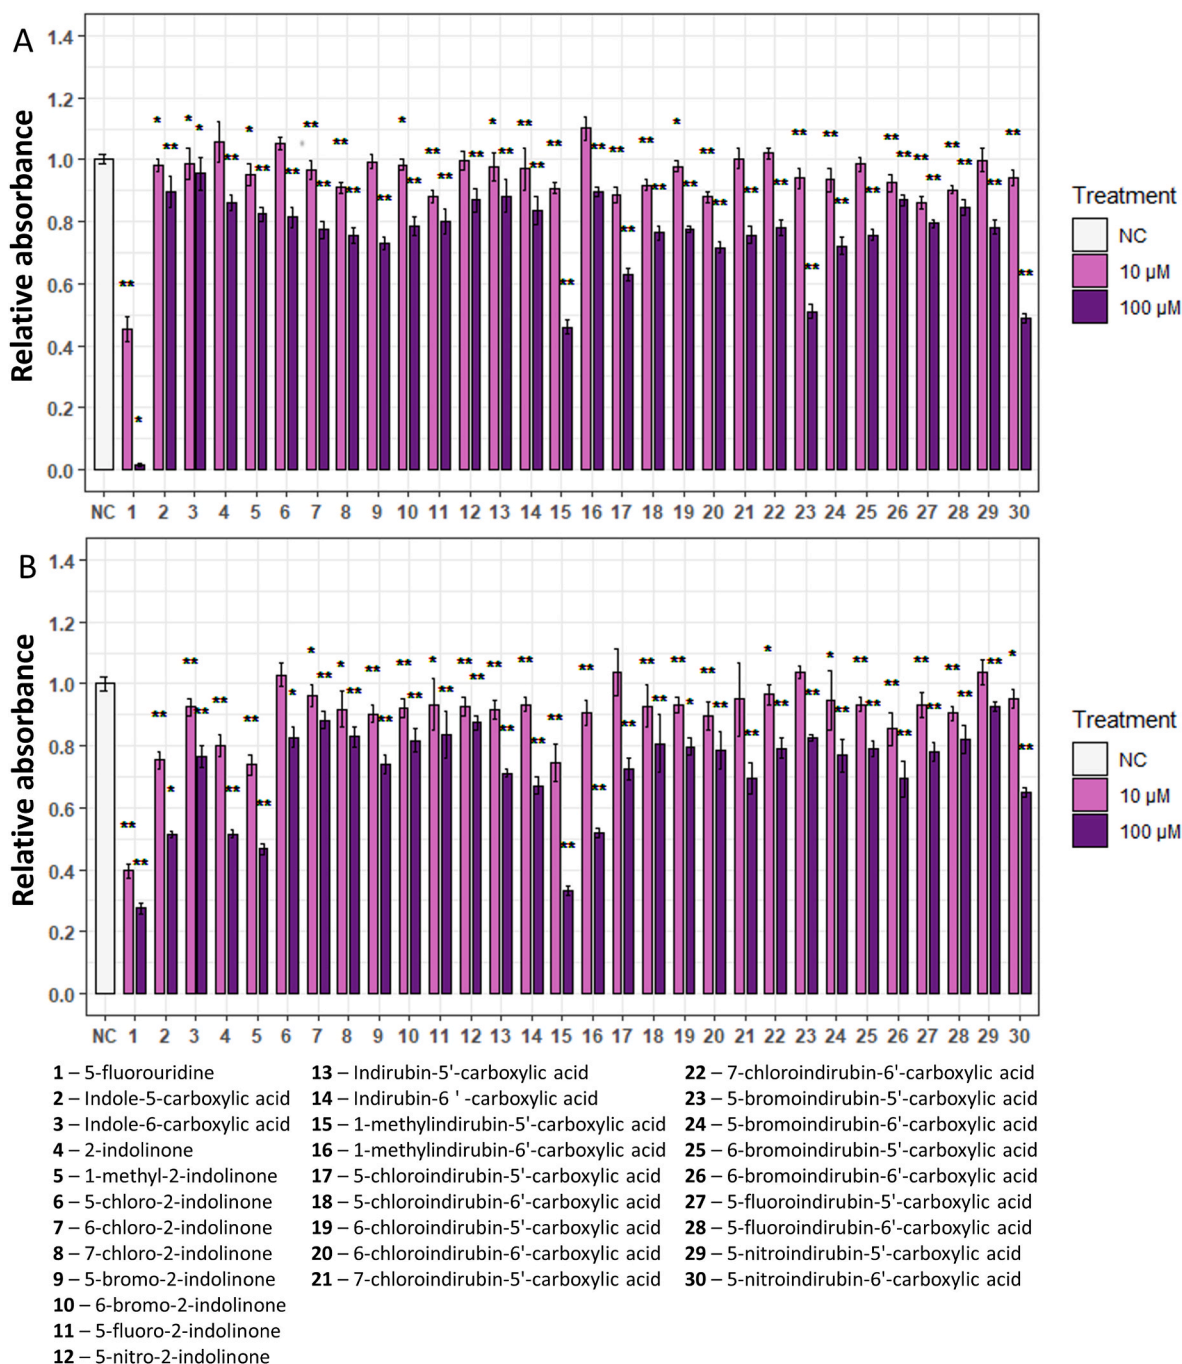 A
Relative absorbance
1.4
1.2
1.0
0.8
0.6
0.4
0.2
0.0
** * * ** * * ** * ** ** * ** ** ** ** ** * ** ** ** ** * ** ** ** ** ** ** ** ** ** ** * ** ** ** ** ** ** ** ** ** ** ** ** ** ** ** ** ** ** **
NC 1 2 3 4 5 6 7 8 9 10 11 12 13 14 15 16 17 18 19 20 21 22 23 24 25 26 27 28 29 30
Treatment
NC
10 µM
100 µM
B
Relative absorbance
1.4
1.2
1.0
0.8
0.6
0.4
0.2
0.0
NC 1 2 3 4 5 6 7 8 9 10 11 12 13 14 15 16 17 18 19 20 21 22 23 24 25 26 27 28 29 30
Treatment
NC
10 µM
100 µM
1 – 5-fluorouridine
2 – Indole-5-carboxylic acid
3 – Indole-6-carboxylic acid
4 – 2-indolinone
5 – 1-methyl-2-indolinone
6 – 5-chloro-2-indolinone
7 – 6-chloro-2-indolinone
8 – 7-chloro-2-indolinone
9 – 5-bromo-2-indolinone
10 – 6-bromo-2-indolinone
11 – 5-fluoro-2-indolinone
12 – 5-nitro-2-indolinone
13 – Indirubin-5'-carboxylic acid
14 – Indirubin-6 ' -carboxylic acid
15 – 1-methylindirubin-5'-carboxylic acid
16 – 1-methylindirubin-6'-carboxylic acid
17 – 5-chloroindirubin-5'-carboxylic acid
18 – 5-chloroindirubin-6'-carboxylic acid
19 – 6-chloroindirubin-5'-carboxylic acid
20 – 6-chloroindirubin-6'-carboxylic acid
21 – 7-chloroindirubin-5'-carboxylic acid
22 – 7-chloroindirubin-6'-carboxylic acid
23 – 5-bromoindirubin-5'-carboxylic acid
24 – 5-bromoindirubin-6'-carboxylic acid
25 – 6-bromoindirubin-5'-carboxylic acid
26 – 6-bromoindirubin-6'-carboxylic acid
27 – 5-fluoroindirubin-5'-carboxylic acid
28 – 5-fluoroindirubin-6'-carboxylic acid
29 – 5-nitroindirubin-5'-carboxylic acid
30 – 5-nitroindirubin-6'-carboxylic acid